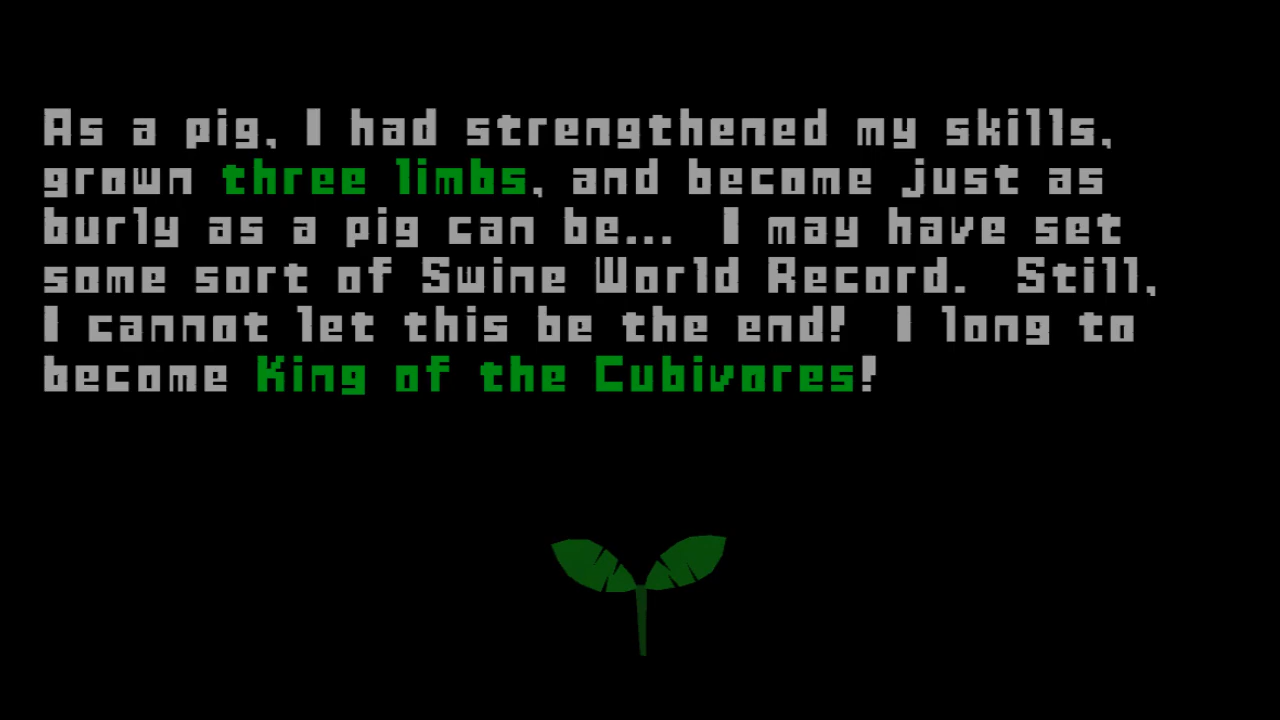 As a pig, I had strengthened my skills,
grown three limbs, and become just as
burly as a pig can be...  I may have set
some sort of Swine World Record.  Still,
I cannot let this be the end!  I long to
become King of the Cubivores!